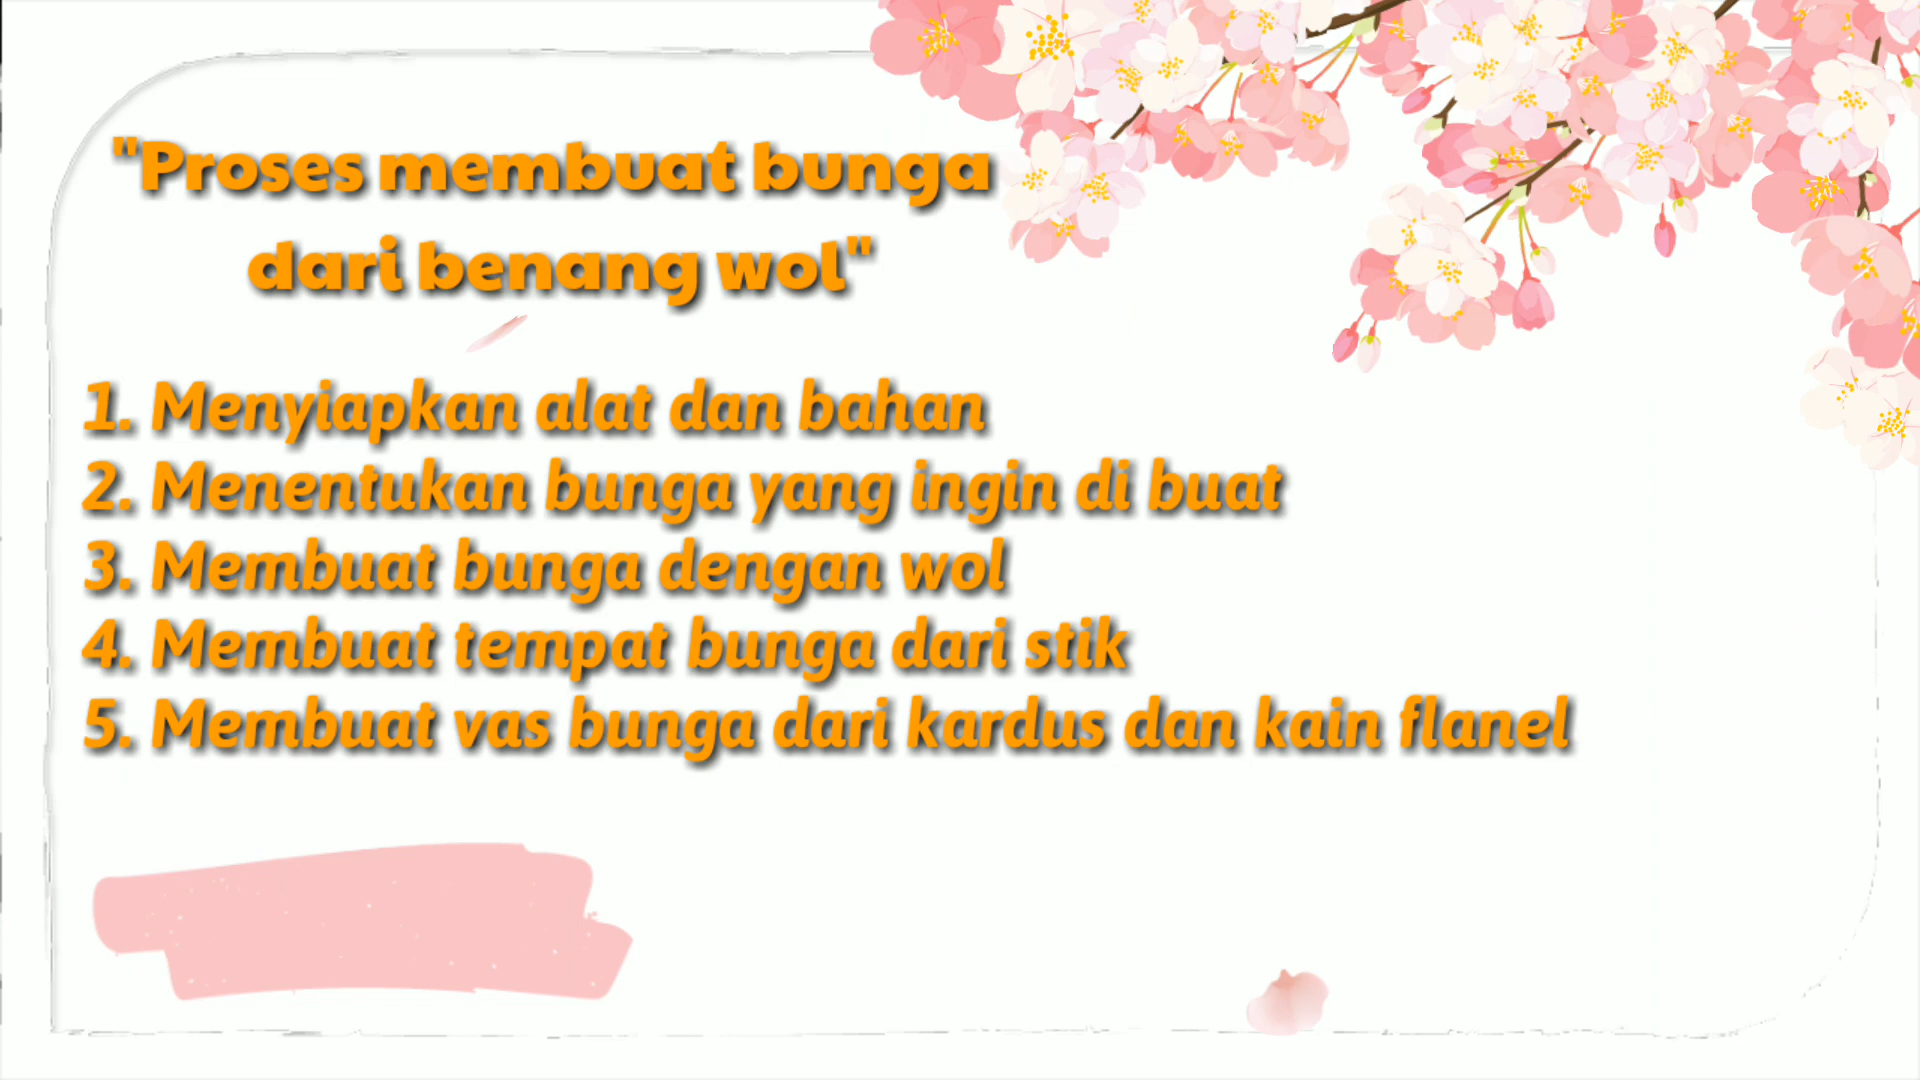 "Proses membuat bunga
dari benang wol"
1. Menyiapkan alat dan bahan
2. Menentukan bunga yang ingin di buat
3. Membuat bunga dengan wol
4. Membuat tempat bunga dari stik
5. Membuat vas bunga dari kardus dan kain flanel